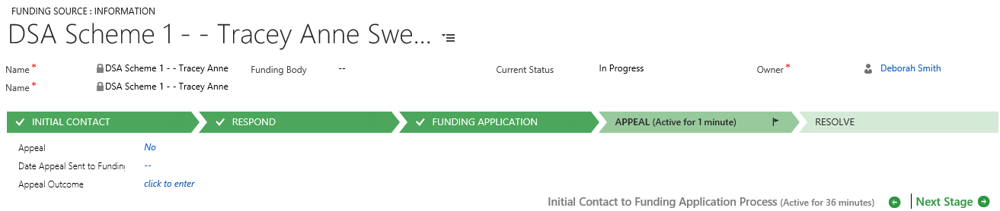 FUNDING SOURCE : INFORMATION
DSA Scheme 1 - - Tracey Anne Swe...
Name * DSA Scheme 1 - - Tracey Anne Funding Body -- Current Status In Progress Owner * Deborah Smith
Name * DSA Scheme 1 - - Tracey Anne
INITIAL CONTACT RESPOND FUNDING APPLICATION APPEAL (Active for 1 minute) RESOLVE
Appeal No
Date Appeal Sent to Funding --
Appeal Outcome click to enter
Initial Contact to Funding Application Process (Active for 36 minutes) Next Stage